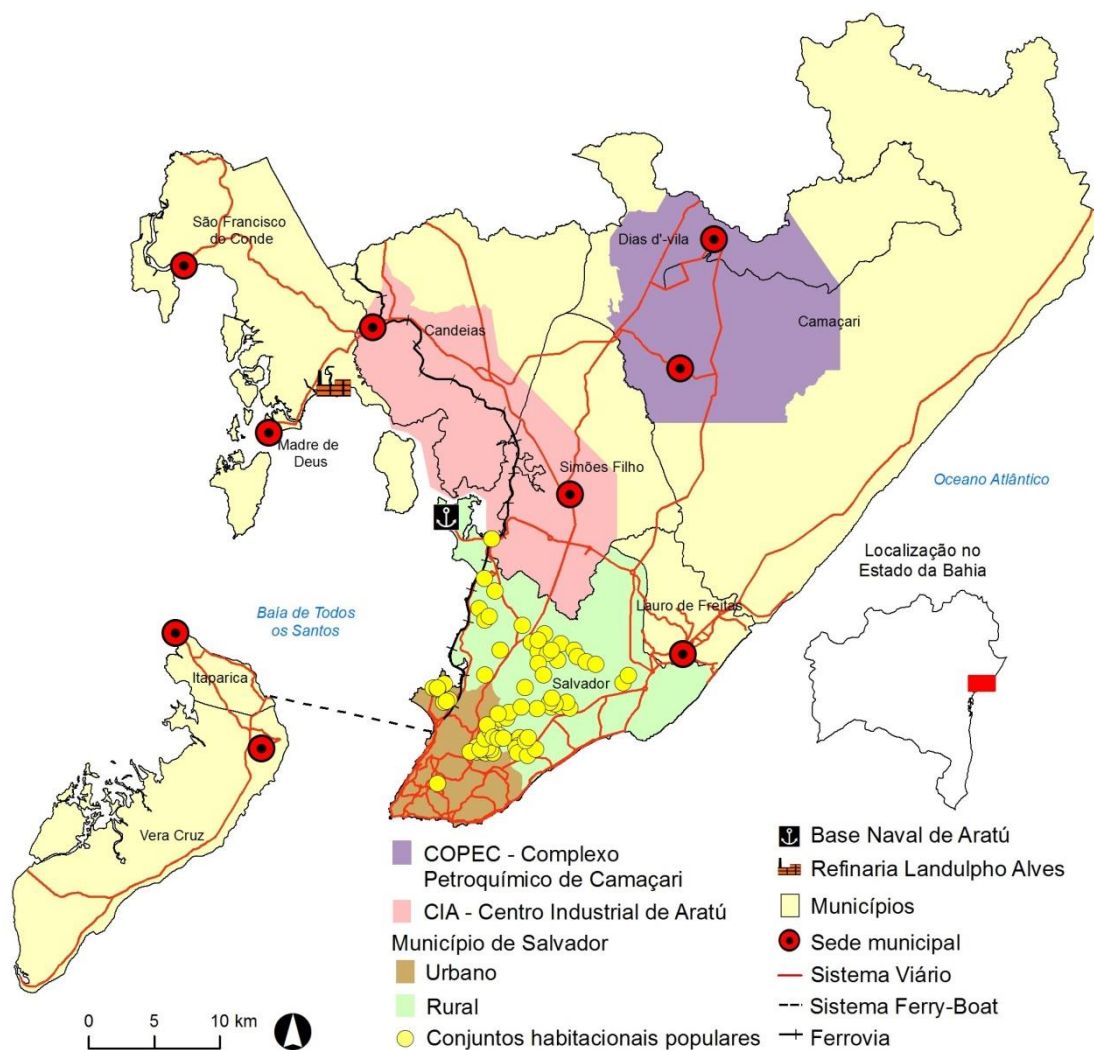 São Francisco
do Conde
Dias d'-vila
Camaçari
Candeias
Madre de
Deus
Simões Filho
Oceano Atlântico
Localização no
Estado da Bahia
Baia de Todos
os Santos
Lauro de Freitas
Itaparica
Salvador
Vera Cruz
COPEC - Complexo
Petroquímico de Camaçari
CIA - Centro Industrial de Aratú
Município de Salvador
Urbano
Rural
Conjuntos habitacionais populares
Base Naval de Aratú
Refinaria Landulpho Alves
Municípios
Sede municipal
Sistema Viário
Sistema Ferry-Boat
Ferrovia
0 5 10 km